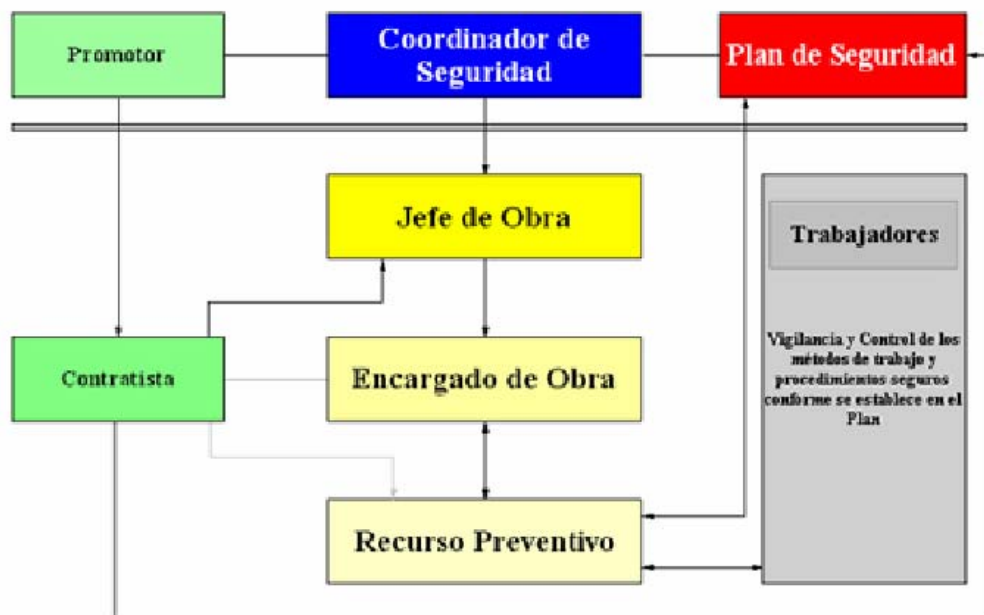 Promotor
Coordinador de
Seguridad
Plan de Seguridad
Jefe de Obra
Trabajadores
Contratista
Encargado de Obra
Vigilancia y Control de los
métodos de trabajo y
procedimientos seguros
conforme se establece en el
Plan
Recurso Preventivo